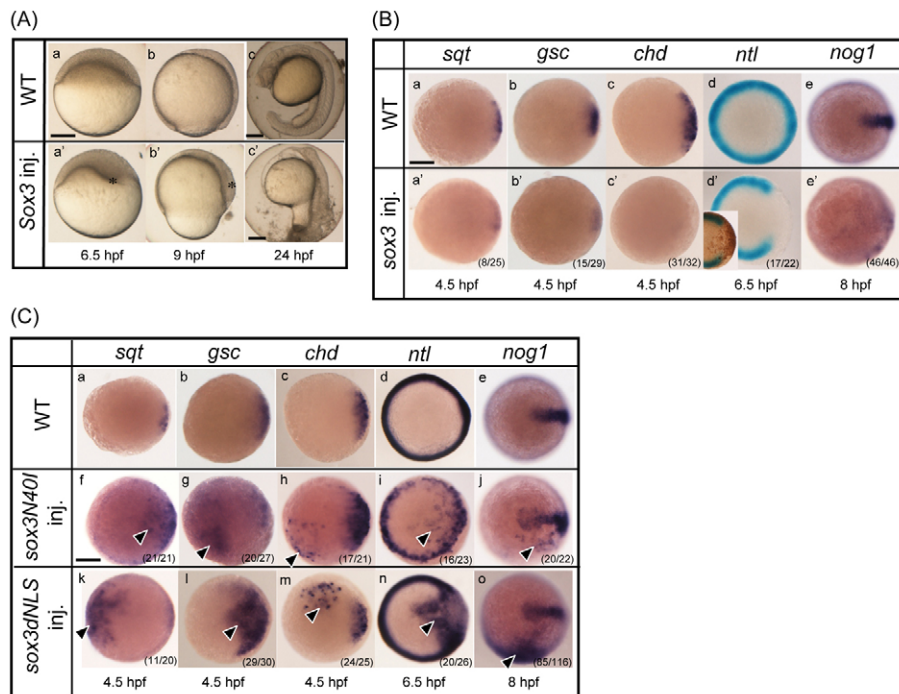 (A)
WT
a
b
c
Sox3 inj.
a'
*
b'
*
c'
6.5 hpf
9 hpf
24 hpf
(B)
sqt
gsc
chd
ntl
nog1
WT
a
b
c
d
e
sox3 inj.
a'
b'
c'
d'
e'
(8/25)
(15/29)
(31/32)
(17/22)
(46/46)
4.5 hpf
4.5 hpf
4.5 hpf
6.5 hpf
8 hpf
(C)
sqt
gsc
chd
ntl
nog1
WT
a
b
c
d
e
sox3N40I
inj.
f
g
h
i
j
(21/21)
(20/27)
(17/21)
(16/23)
(20/22)
sox3dNLS
inj.
k
l
m
n
o
(11/20)
(29/30)
(24/25)
(20/26)
(85/116)
4.5 hpf
4.5 hpf
4.5 hpf
6.5 hpf
8 hpf